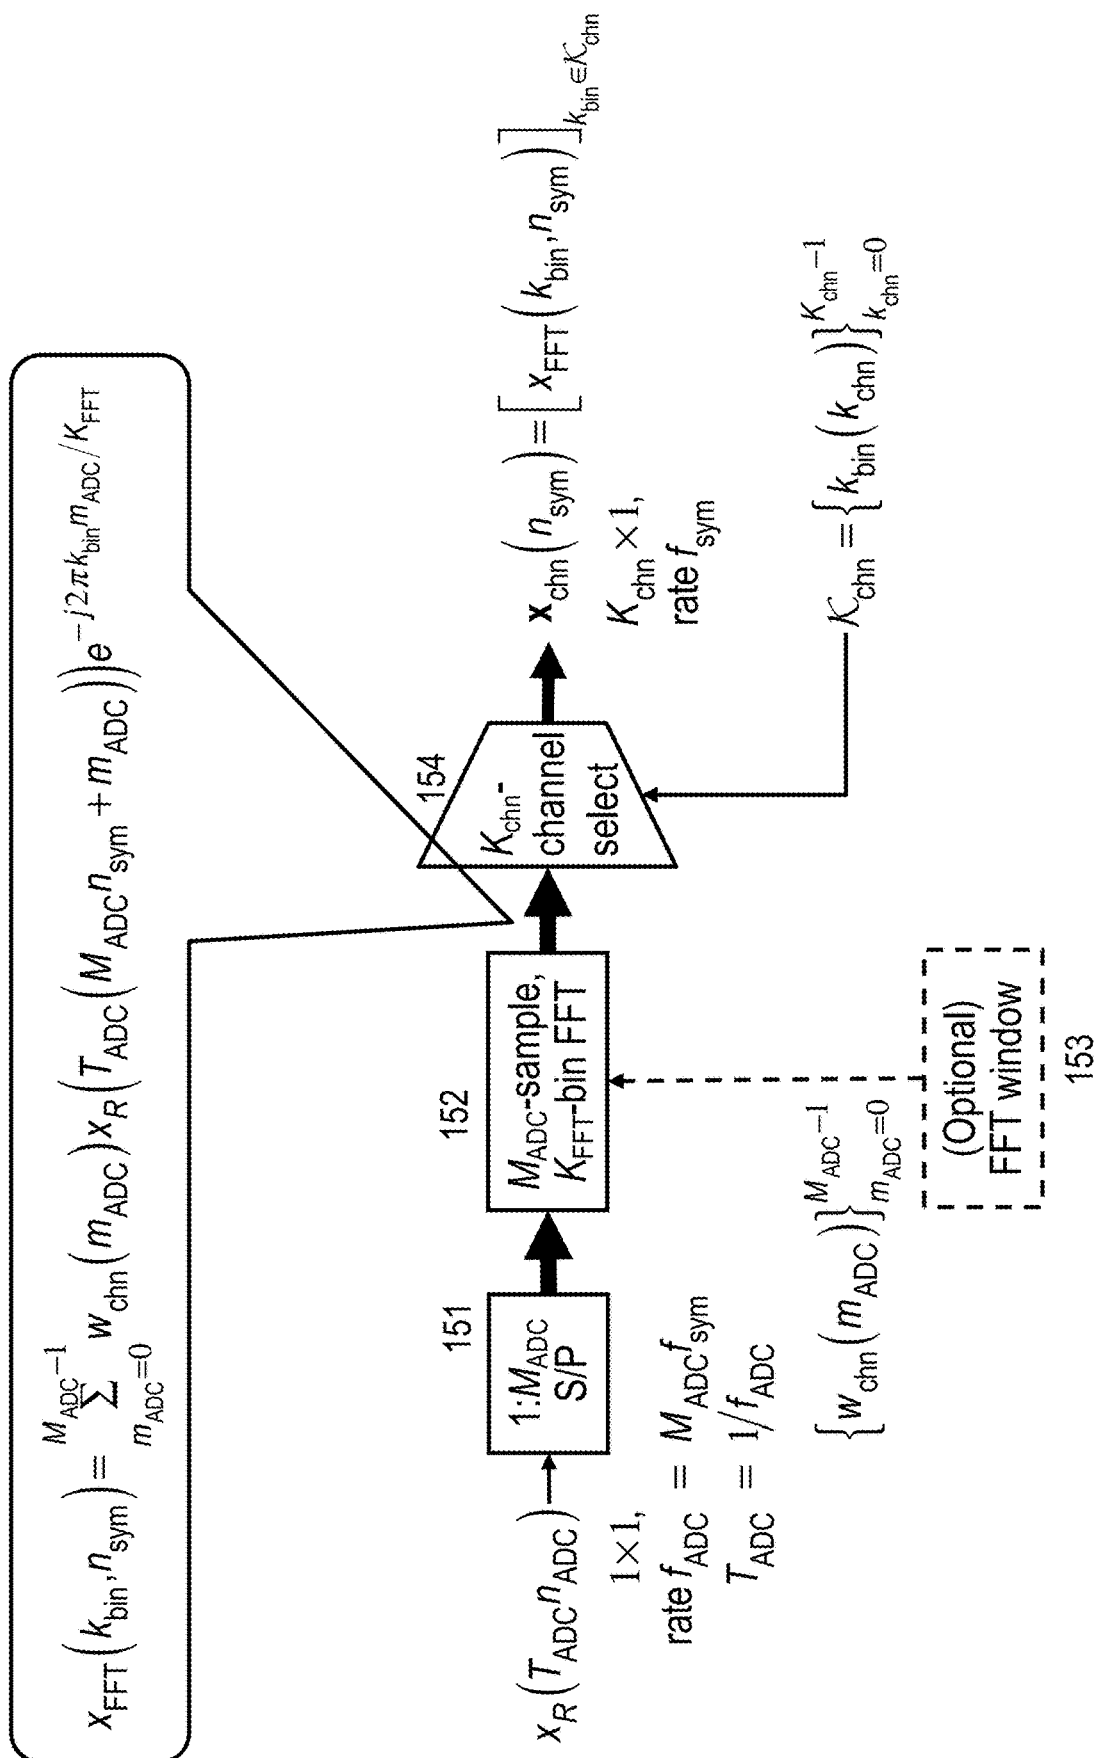 x_FFT(k_bin, n_sym) = ∑_{m_ADC=0}^{M_ADC−1} w_chn(m_ADC) x_R(T_ADC(M_ADC n_sym + m_ADC))) e^{−j2πk_bin m_ADC/K_FFT}
x_R(T_ADC n_ADC)
1×1,
rate f_ADC = M_ADC f_sym
T_ADC = 1/f_ADC
151
1:M_ADC
S/P
152
M_ADC-sample,
K_FFT-bin FFT
{w_chn(m_ADC)}_{m_ADC=0}^{M_ADC−1}
(Optional)
FFT window
153
154
K_chn-
channel
select
𝐱_chn(n_sym) = [x_FFT(k_bin, n_sym)]_{k_bin∈𝒦_chn}
K_chn×1,
rate f_sym
𝒦_chn = {k_bin(k_chn)}_{k_chn=0}^{K_chn−1}